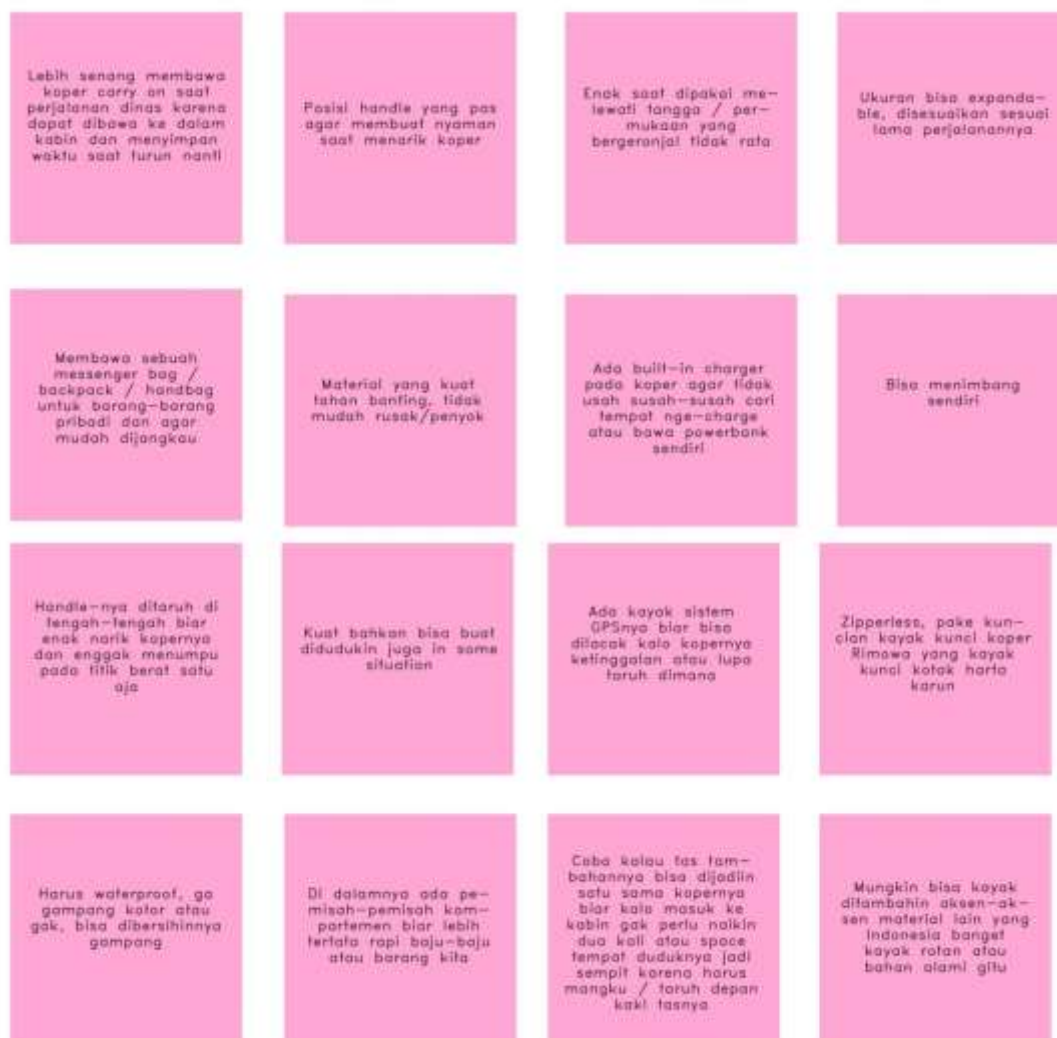 Lebih senang membawa
koper carry on saat
perjalanan dinas karena
dapat dibawa ke dalam
kabin dan menyimpan
waktu saat turun nanti
Posisi handle yang pas
agar membuat nyaman
saat menarik koper
Enak saat dipakai me-
lewati tangga / per-
mukaan yang
bergeranjal tidak rata
Ukuran bisa expanda-
ble, disesuaikan sesuai
lama perjalanannya
Membawa sebuah
messenger bag /
backpack / handbag
untuk barang-barang
pribadi dan agar
mudah dijangkau
Material yang kuat
tahan banting, tidak
mudah rusak/penyok
Ada built-in charger
pada koper agar tidak
usah susah-susah cari
tempat nge-charge
atau bawa powerbank
sendiri
Bisa menimbang
sendiri
Handle-nya ditaruh di
tengah-tengah biar
enak narik kopernya
dan enggak menumpu
pada titik berat satu
aja
Kuat bahkan bisa buat
didudukin juga in some
situation
Ada kayak sistem
GPSnya biar bisa
dilacak kalo kopernya
ketinggalan atau lupa
taruh dimana
Zipperless, pake kun-
cian kayak kunci koper
Rimowa yang kayak
kunci kotak harta
karun
Harus waterproof, ga
gampang kotor atau
gak, bisa dibersihinnya
gampang
Di dalamnya ada pe-
misah-pemisah kom-
partemen biar lebih
tertata rapi baju-baju
atau barang kita
Coba kalau tas tam-
bahannya bisa dijadiin
satu sama kopernya
biar kalo masuk ke
kabin gak perlu naikin
dua kali atau space
tempat duduknya jadi
sempit karena harus
mangku / taruh depan
kaki tasnya
Mungkin bisa kayak
ditambahin aksen-ak-
sen material lain yang
Indonesia banget
kayak rotan atau
bahan alami gitu